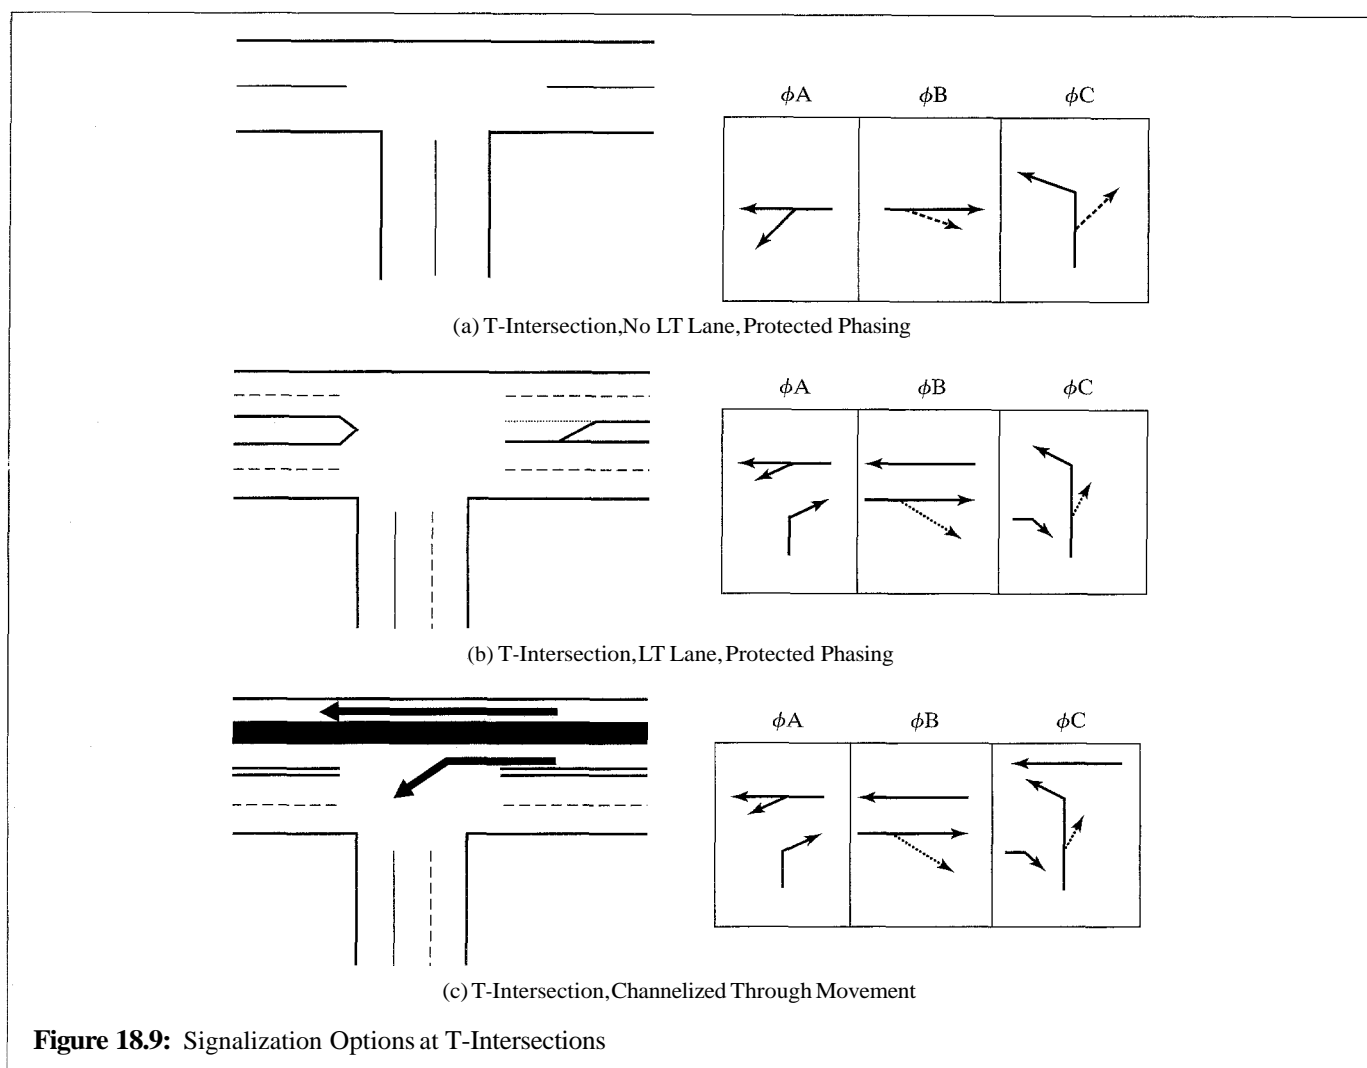 ϕA ϕB ϕC
(a) T-Intersection,No LT Lane,Protected Phasing
ϕA ϕB ϕC
(b) T-Intersection,LT Lane,Protected Phasing
ϕA ϕB ϕC
(c) T-Intersection,Channelized Through Movement
Figure 18.9: Signalization Options at T-Intersections